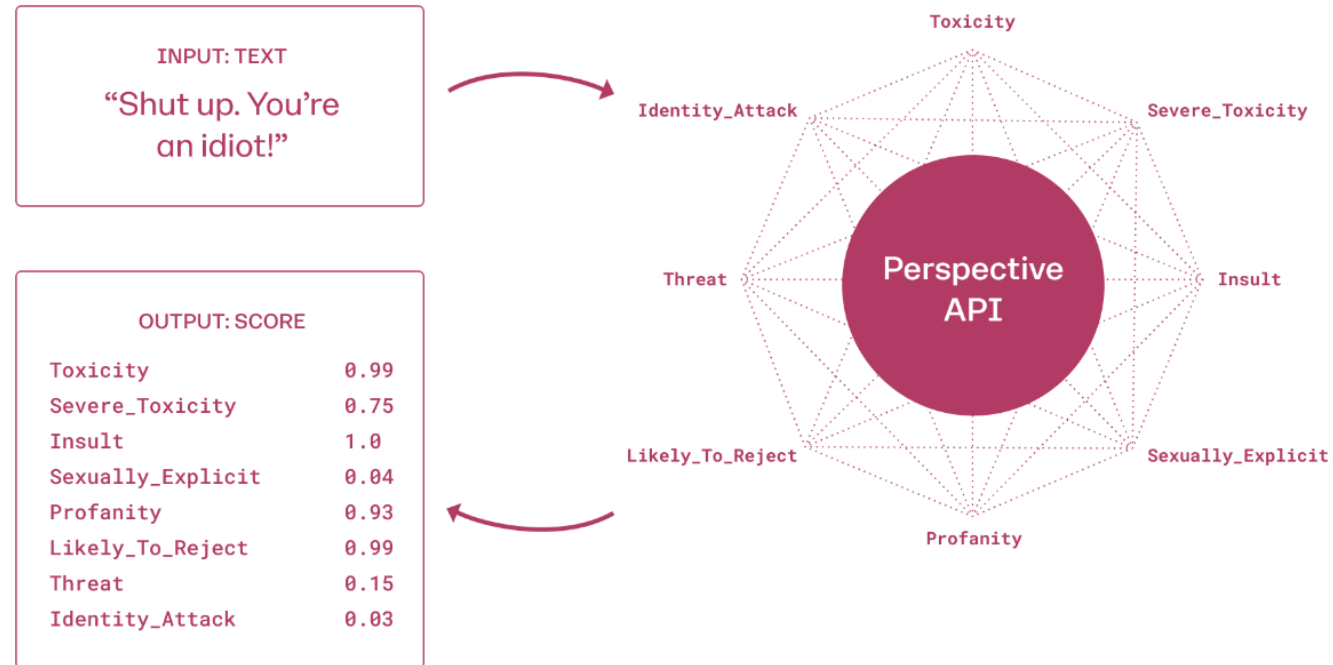 INPUT: TEXT
“Shut up. You’re
an idiot!”
OUTPUT: SCORE
Toxicity 0.99
Severe_Toxicity 0.75
Insult 1.0
Sexually_Explicit 0.04
Profanity 0.93
Likely_To_Reject 0.99
Threat 0.15
Identity_Attack 0.03
Toxicity
Identity_Attack
Severe_Toxicity
Threat
Perspective
API
Insult
Likely_To_Reject
Sexually_Explicit
Profanity